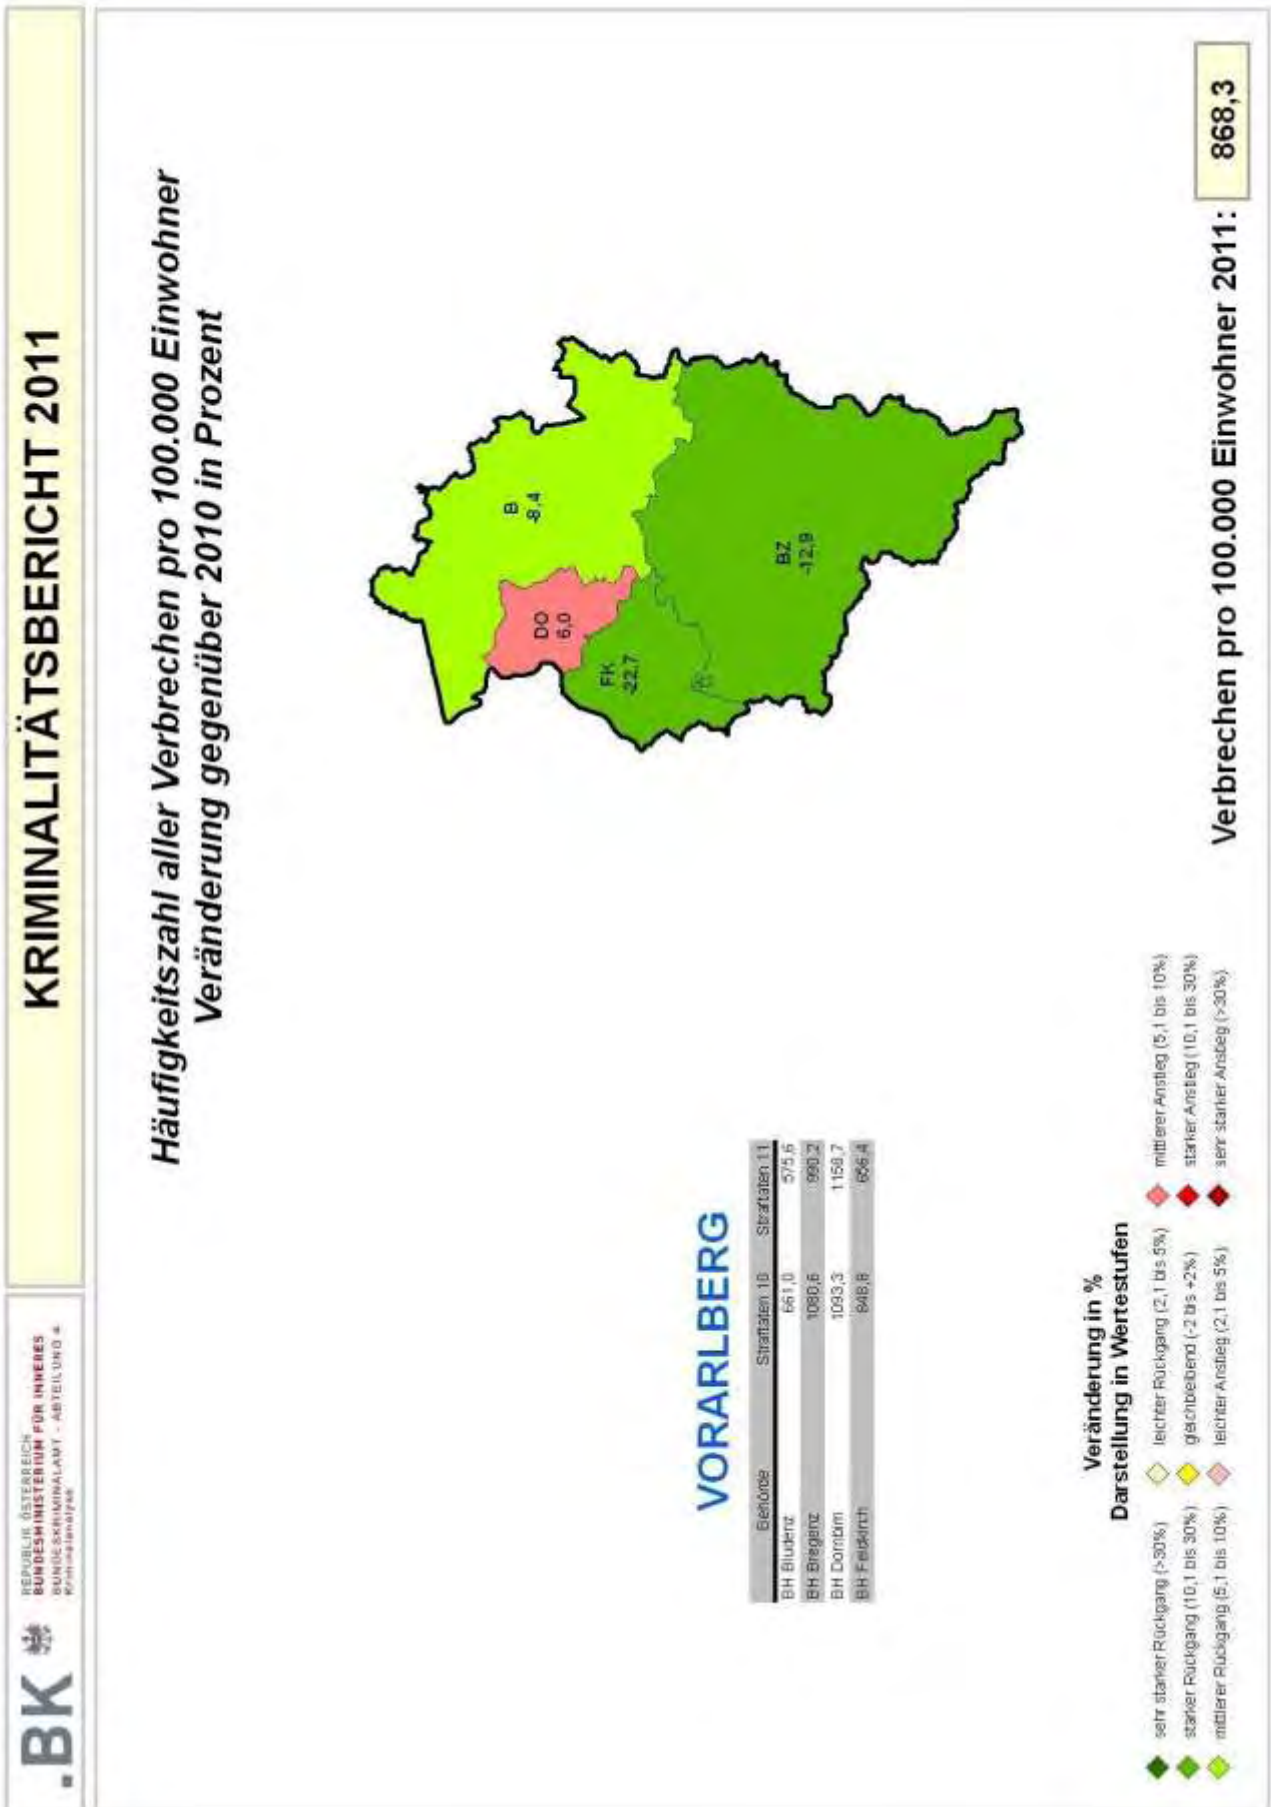 .BK
REPUBLIK ÖSTERREICH
BUNDESMINISTERIUM FÜR INNERES
BUNDESKRIMINALAMT - ABTEILUNG 4
Kriminalanalyse
KRIMINALITÄTSBERICHT 2011
Häufigkeitszahl aller Verbrechen pro 100.000 Einwohner
Veränderung gegenüber 2010 in Prozent
B
-8,4
DO
6,0
FK
-22,7
BZ
-12,9
VORARLBERG
Behörde Straftaten 10 Straftaten 11
BH Bludenz 661,0 575,6
BH Bregenz 1080,6 990,2
BH Dornbirn 1093,3 1158,7
BH Feldkirch 848,8 656,4
Veränderung in %
Darstellung in Wertestufen
sehr starker Rückgang (>30%) leichter Rückgang (2,1 bis 5%) mittlerer Anstieg (5,1 bis 10%)
starker Rückgang (10,1 bis 30%) gleichbleibend (-2 bis +2%) starker Anstieg (10,1 bis 30%)
mittlerer Rückgang (5,1 bis 10%) leichter Anstieg (2,1 bis 5%) sehr starker Anstieg (>30%)
Verbrechen pro 100.000 Einwohner 2011: 868,3